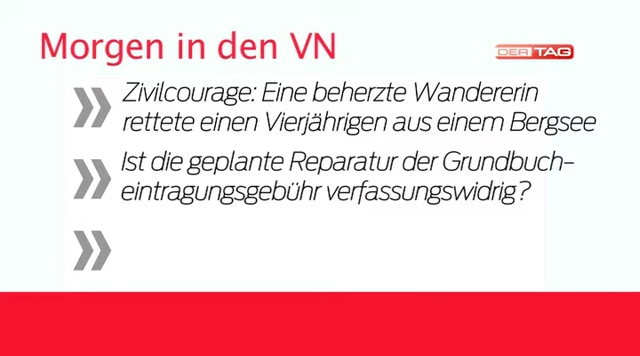 Morgen in den VN
DER TAG
Zivilcourage: Eine beherzte Wandererin
rettete einen Vierjährigen aus einem Bergsee
Ist die geplante Reparatur der Grundbuch-
eintragungsgebühr verfassungswidrig?